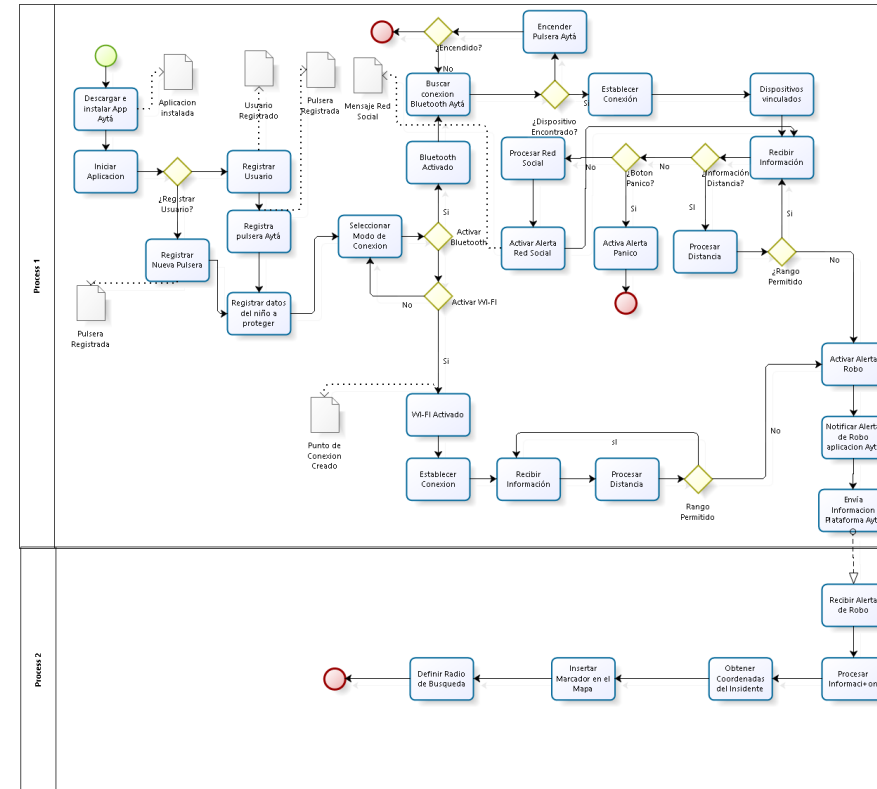 Process 1
Descargar e
instalar App
Aytá
Aplicacion
instalada
Iniciar
Aplicacion
¿Registrar
Usuario?
Registrar
Usuario
Usuario
Registrado
Pulsera
Registrada
Registra
pulsera Aytá
Registrar
Nueva Pulsera
Pulsera
Registrada
Registrar datos
del niño a
proteger
Seleccionar
Modo de
Conexion
Mensaje Red
Social
¿Encendido?
No
Encender
Pulsera Aytá
Buscar
conexion
Bluetooth Aytá
¿Dispositivo
Encontrado?
Si
Establecer
Conexión
Dispositivos
vinculados
Bluetooth
Activado
Si
Activar
Bluetooth
Procesar Red
Social
No
¿Boton
Panico?
No
¿Información
Distancia?
Recibir
Información
Si
SI
Si
Activar Alerta
Red Social
Activa Alerta
Panico
Procesar
Distancia
¿Rango
Permitido
No
No
Activar WI-FI
Si
Activar Alerta
Robo
Punto de
Conexion
Creado
WI-FI Activado
sI
No
Notificar Alerta
de Robo
aplicacion Ayt
Establecer
Conexion
Recibir
Información
Procesar
Distancia
Rango
Permitido
Envía
Informacion
Plataforma Ayt
Process 2
Recibir Alerta
de Robo
Definir Radio
de Busqueda
Insertar
Marcador en el
Mapa
Obtener
Coordenadas
del Insidente
Procesar
Informaci+on